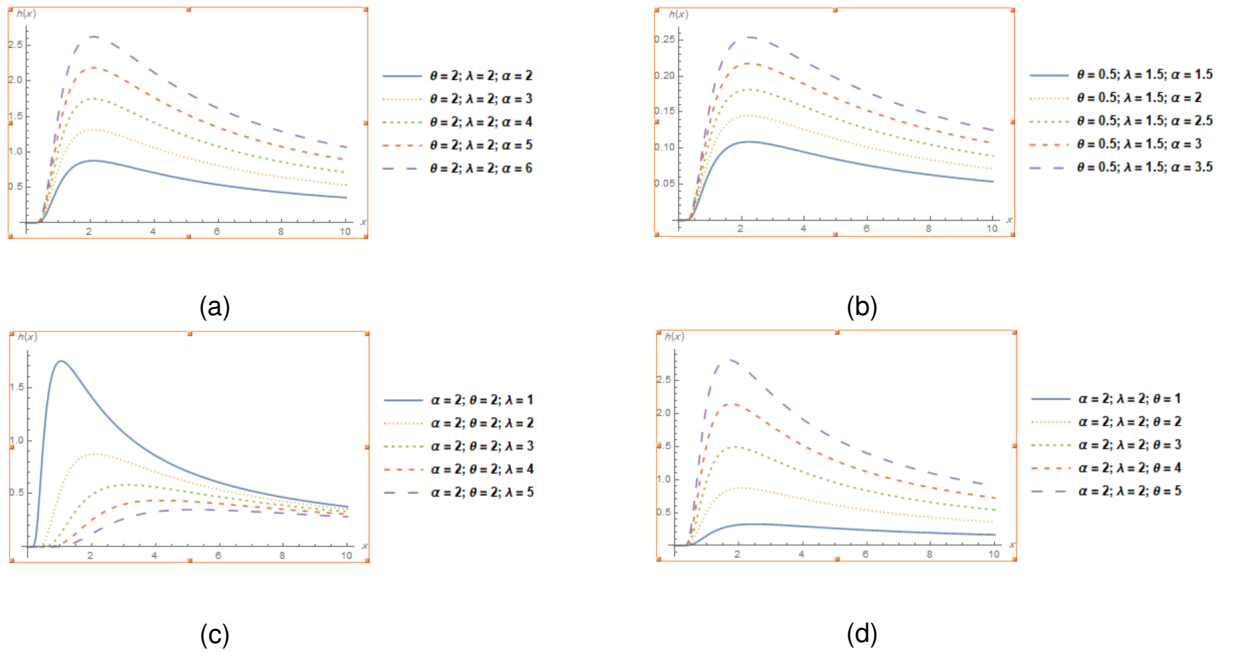 h(x)
2.5
2.0
1.5
1.0
0.5
2 4 6 8 10
x
θ = 2; λ = 2; α = 2
θ = 2; λ = 2; α = 3
θ = 2; λ = 2; α = 4
θ = 2; λ = 2; α = 5
θ = 2; λ = 2; α = 6
(a)
h(x)
0.25
0.20
0.15
0.10
0.05
2 4 6 8 10
x
θ = 0.5; λ = 1.5; α = 1.5
θ = 0.5; λ = 1.5; α = 2
θ = 0.5; λ = 1.5; α = 2.5
θ = 0.5; λ = 1.5; α = 3
θ = 0.5; λ = 1.5; α = 3.5
(b)
h(x)
1.5
1.0
0.5
2 4 6 8 10
x
α = 2; θ = 2; λ = 1
α = 2; θ = 2; λ = 2
α = 2; θ = 2; λ = 3
α = 2; θ = 2; λ = 4
α = 2; θ = 2; λ = 5
(c)
h(x)
2.5
2.0
1.5
1.0
0.5
2 4 6 8 10
x
α = 2; λ = 2; θ = 1
α = 2; λ = 2; θ = 2
α = 2; λ = 2; θ = 3
α = 2; λ = 2; θ = 4
α = 2; λ = 2; θ = 5
(d)